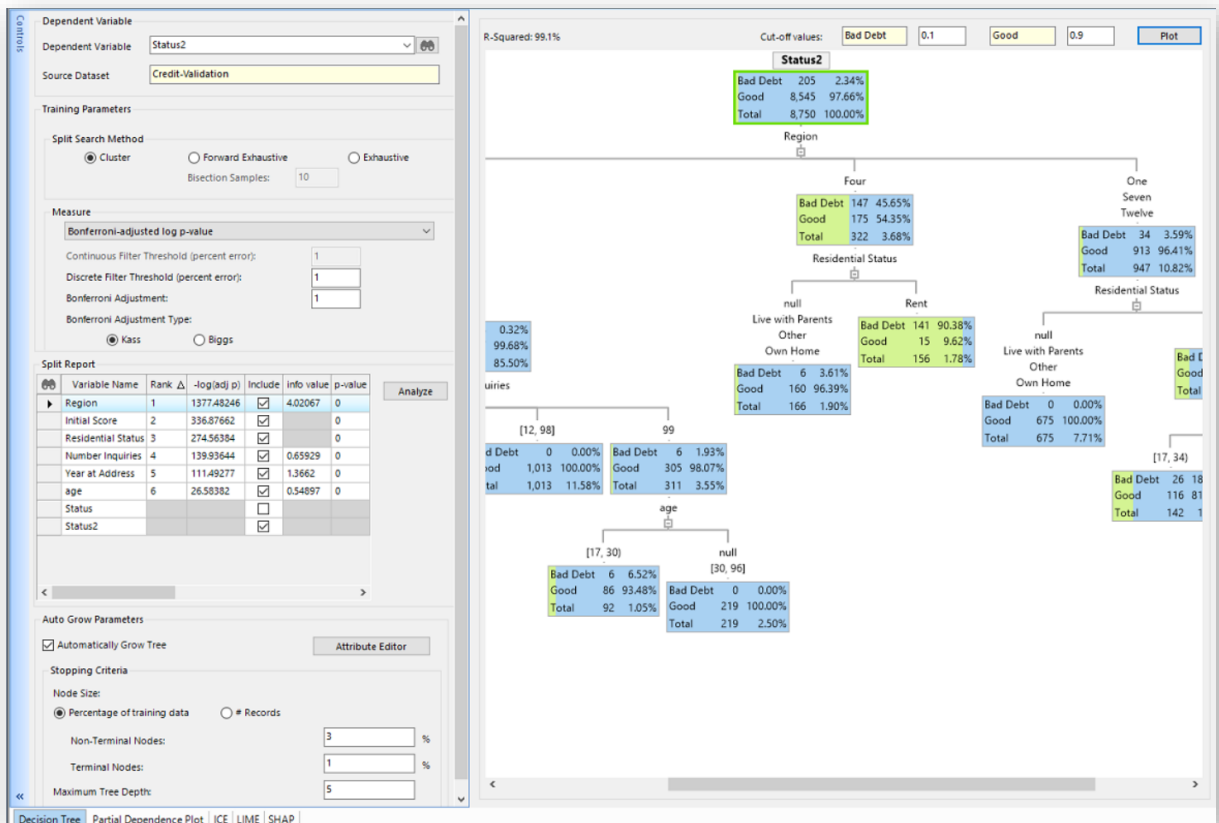 Controls
Dependent Variable
Dependent Variable Status2
Source Dataset Credit-Validation
Training Parameters
Split Search Method
Cluster Forward Exhaustive Exhaustive
Bisection Samples: 10
Measure
Bonferroni-adjusted log p-value
Continuous Filter Threshold (percent error): 1
Discrete Filter Threshold (percent error): 1
Bonferroni Adjustment: 1
Bonferroni Adjustment Type:
Kass Biggs
Split Report
Variable Name Rank -log(adj p) Include info value p-value
Region 1 1377.48246 4.02067 0
Initial Score 2 336.87662 0
Residential Status 3 274.56384 0
Number Inquiries 4 139.93644 0.65929 0
Year at Address 5 111.49277 1.3662 0
age 6 26.58382 0.54897 0
Status
Status2
Analyze
Auto Grow Parameters
Automatically Grow Tree Attribute Editor
Stopping Criteria
Node Size:
Percentage of training data # Records
Non-Terminal Nodes: 3 %
Terminal Nodes: 1 %
Maximum Tree Depth: 5
«
Decision Tree Partial Dependence Plot ICE LIME SHAP
R-Squared: 99.1% Cut-off values: Bad Debt 0.1 Good 0.9 Plot
Status2
Bad Debt 205 2.34%
Good 8,545 97.66%
Total 8,750 100.00%
Region
Four
Bad Debt 147 45.65%
Good 175 54.35%
Total 322 3.68%
Residential Status
One
Seven
Twelve
Bad Debt 34 3.59%
Good 913 96.41%
Total 947 10.82%
Residential Status
null
Live with Parents
Other
Own Home
Bad Debt 6 3.61%
Good 160 96.39%
Total 166 1.90%
Rent
Bad Debt 141 90.38%
Good 15 9.62%
Total 156 1.78%
null
Live with Parents
Other
Own Home
Bad Debt 0 0.00%
Good 675 100.00%
Total 675 7.71%
Bad D
Good
Total
0.32%
99.68%
85.50%
uiries
[12, 98)
d Debt 0 0.00%
od 1,013 100.00%
tal 1,013 11.58%
99
Bad Debt 6 1.93%
Good 305 98.07%
Total 311 3.55%
age
[17, 34)
Bad Debt 26 18
Good 116 81
Total 142 1
[17, 30)
Bad Debt 6 6.52%
Good 86 93.48%
Total 92 1.05%
null
[30, 96]
Bad Debt 0 0.00%
Good 219 100.00%
Total 219 2.50%